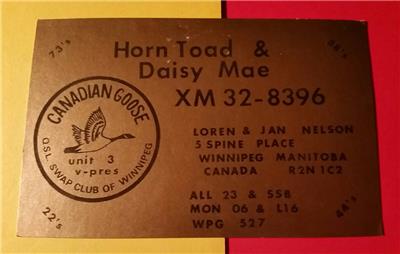 73's
88's
Horn Toad &
Daisy Mae
XM 32-8396
CANADIAN GOOSE
unit 3
v-pres
QSL SWAP CLUB OF WINNIPEG
LOREN & JAN NELSON
5 SPINE PLACE
WINNIPEG MANITOBA
CANADA R2N 1C2
ALL 23 & SSB
MON 06 & L16
WPG 527
22's
44's